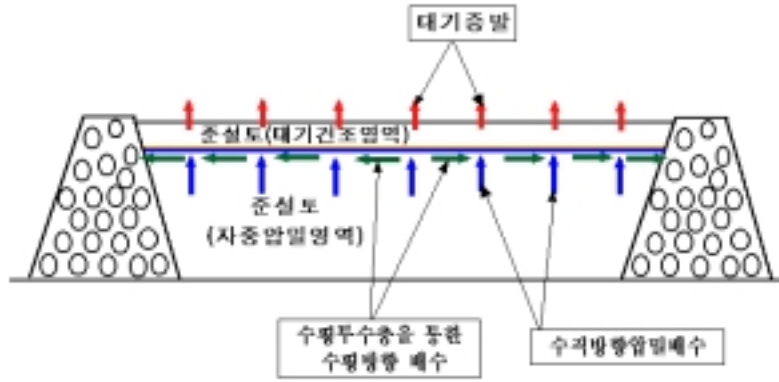 대기증발
준설토(대기건조영역)
준설토
(자중압밀영역)
수평투수층을 통한
수평방향 배수
수직방향압밀배수